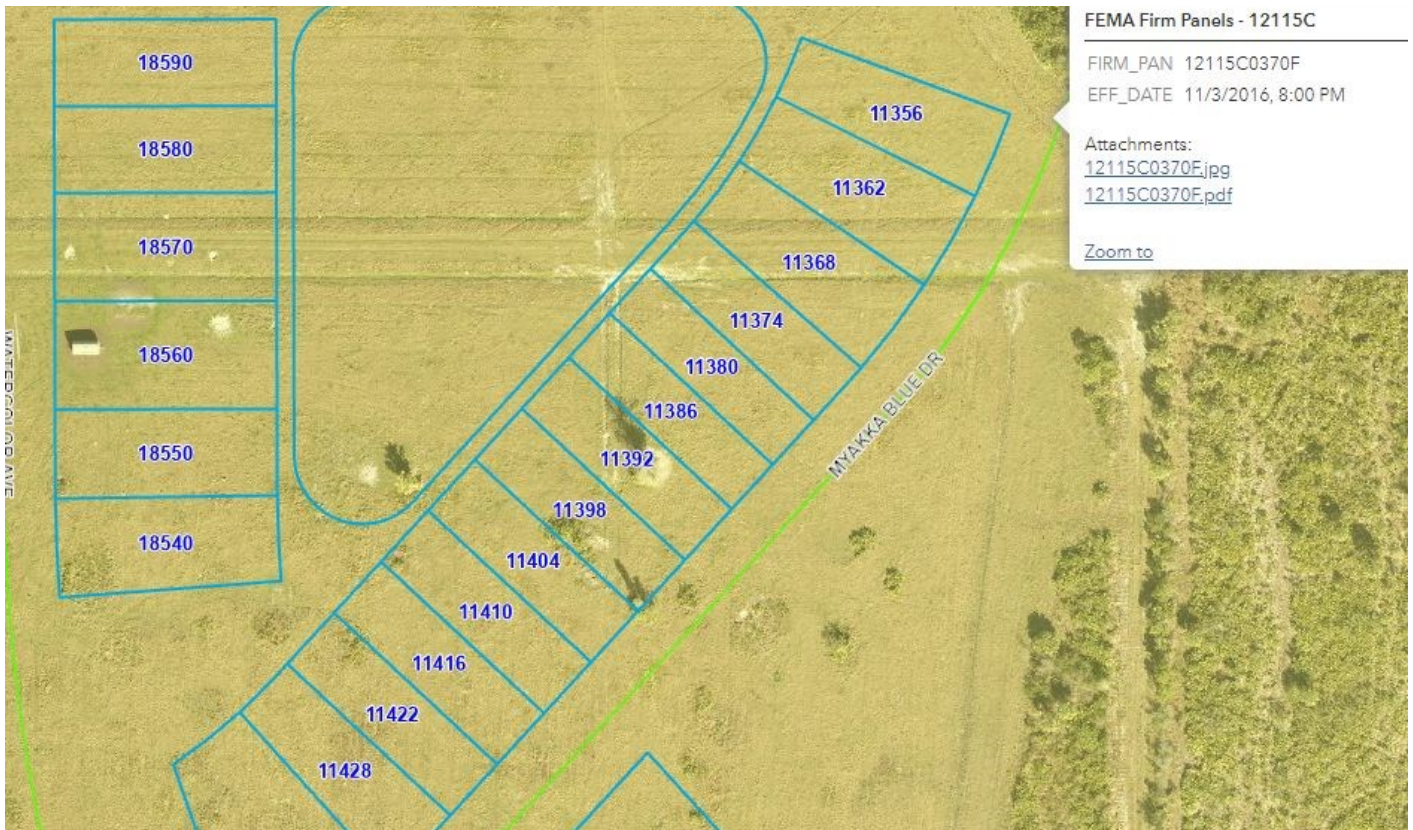 FEMA Firm Panels - 12115C
FIRM_PAN 12115C0370F
EFF_DATE 11/3/2016, 8:00 PM
Attachments:
12115C0370F.jpg
12115C0370F.pdf
Zoom to
18590
18580
18570
18560
18550
18540
WATERCOLOR AVE
11356
11362
11368
11374
11380
11386
11392
11398
11404
11410
11416
11422
11428
MYAKKA BLUE DR